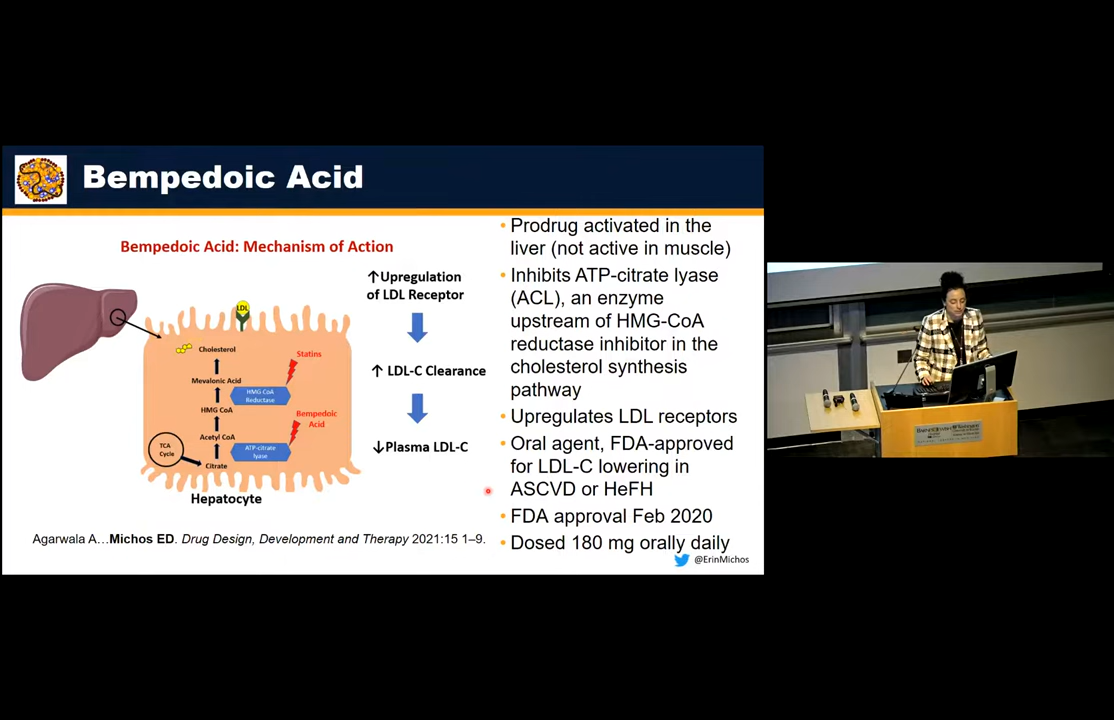 Bempedoic Acid
Bempedoic Acid: Mechanism of Action
LDL
Cholesterol
Statins
Mevalonic Acid
HMG CoA
Reductase
HMG CoA
Bempedoic
Acid
Acetyl CoA
TCA
Cycle
ATP-citrate
lyase
Citrate
Hepatocyte
↑Upregulation
of LDL Receptor
↑ LDL-C Clearance
↓Plasma LDL-C
Agarwala A…Michos ED. Drug Design, Development and Therapy 2021:15 1–9.
• Prodrug activated in the
liver (not active in muscle)
• Inhibits ATP-citrate lyase
(ACL), an enzyme
upstream of HMG-CoA
reductase inhibitor in the
cholesterol synthesis
pathway
• Upregulates LDL receptors
• Oral agent, FDA-approved
for LDL-C lowering in
ASCVD or HeFH
• FDA approval Feb 2020
• Dosed 180 mg orally daily
@ErinMichos